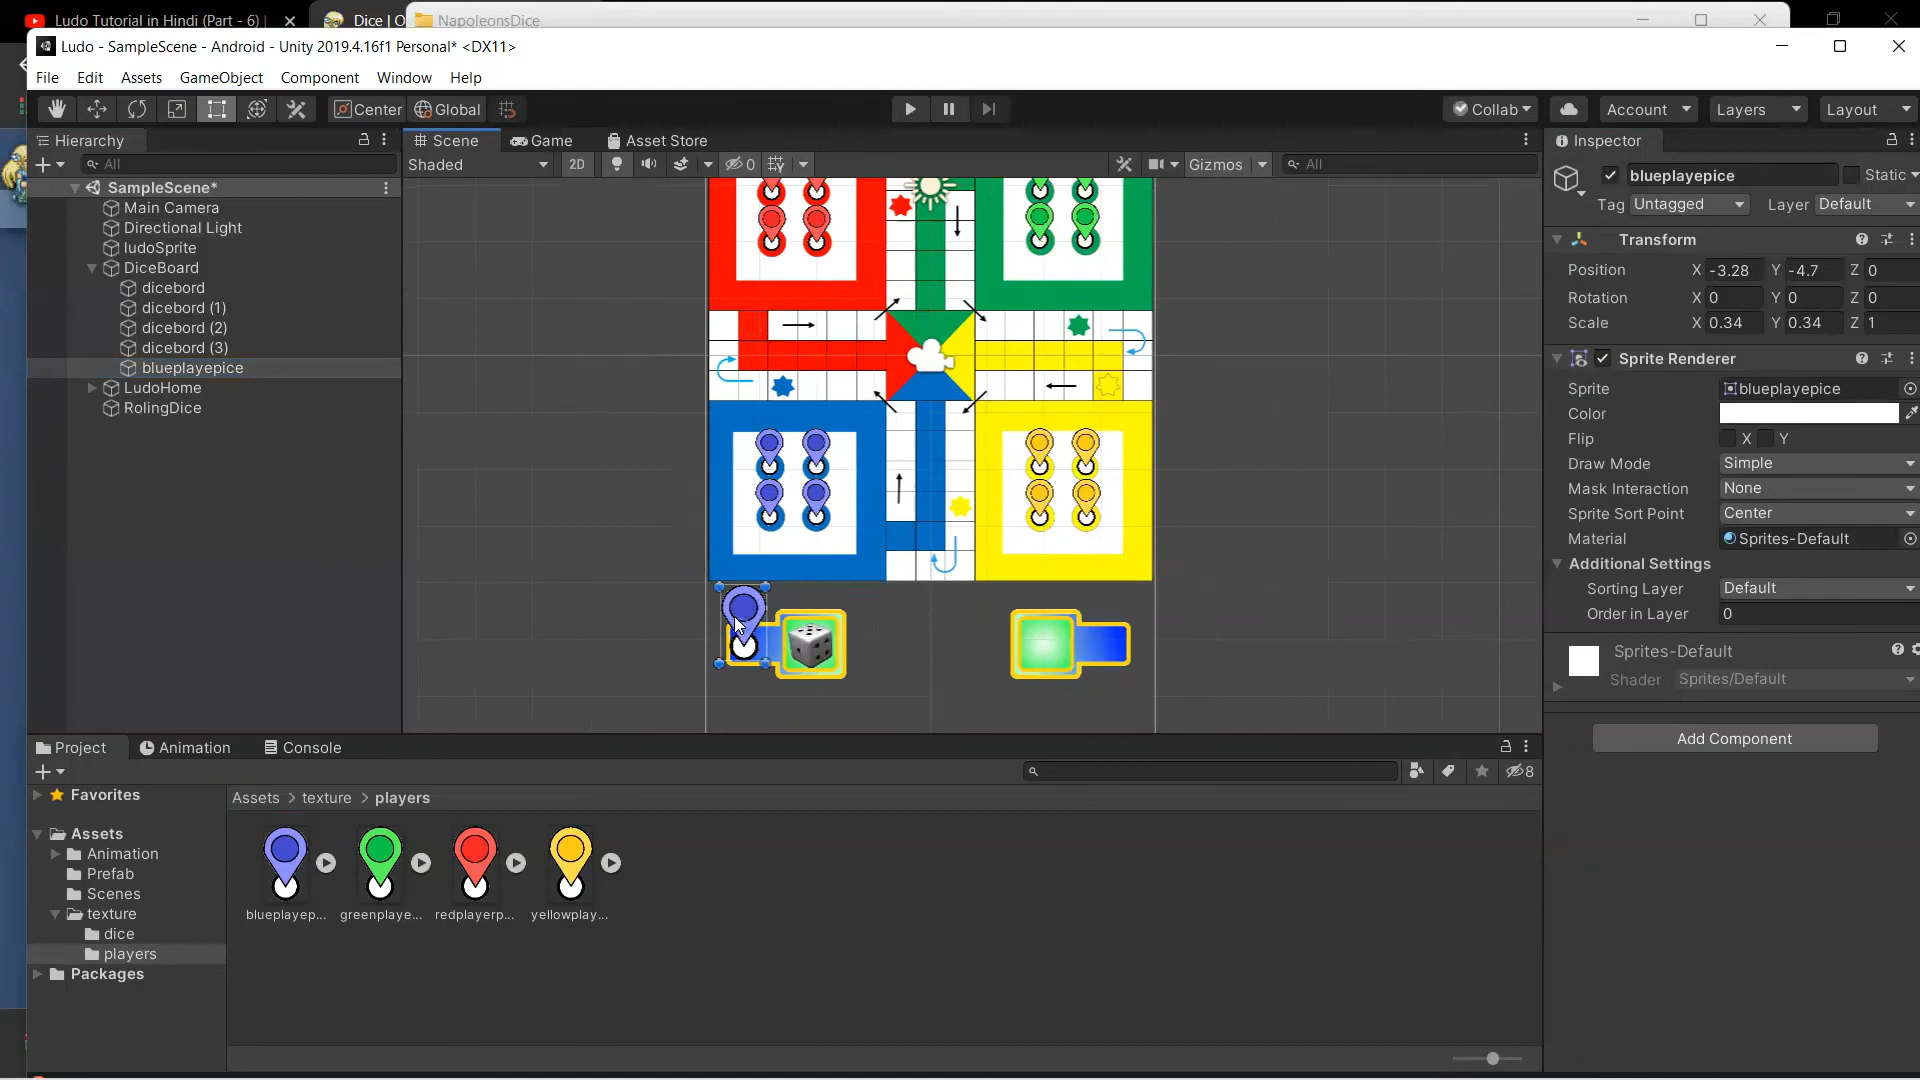 Ludo Tutorial in Hindi (Part - 6) |
Dice | O
NapoleonsDice
Ludo - SampleScene - Android - Unity 2019.4.16f1 Personal* <DX11>
File Edit Assets GameObject Component Window Help
Center Global Collab Account Layers Layout
Hierarchy
All
SampleScene*
Main Camera
Directional Light
ludoSprite
DiceBoard
dicebord
dicebord (1)
dicebord (2)
dicebord (3)
blueplayepice
LudoHome
RolingDice
Scene Game Asset Store
Shaded 2D 0 Gizmos All
Inspector
blueplayepice Static
Tag Untagged Layer Default
Transform
Position X -3.28 Y -4.7 Z 0
Rotation X 0 Y 0 Z 0
Scale X 0.34 Y 0.34 Z 1
Sprite Renderer
Sprite blueplayepice
Color
Flip X Y
Draw Mode Simple
Mask Interaction None
Sprite Sort Point Center
Material Sprites-Default
Additional Settings
Sorting Layer Default
Order in Layer 0
Sprites-Default
Shader Sprites/Default
Add Component
Project Animation Console
8
Favorites
Assets
Animation
Prefab
Scenes
texture
dice
players
Packages
Assets > texture > players
blueplayep... greenplaye... redplayerp... yellowplay...